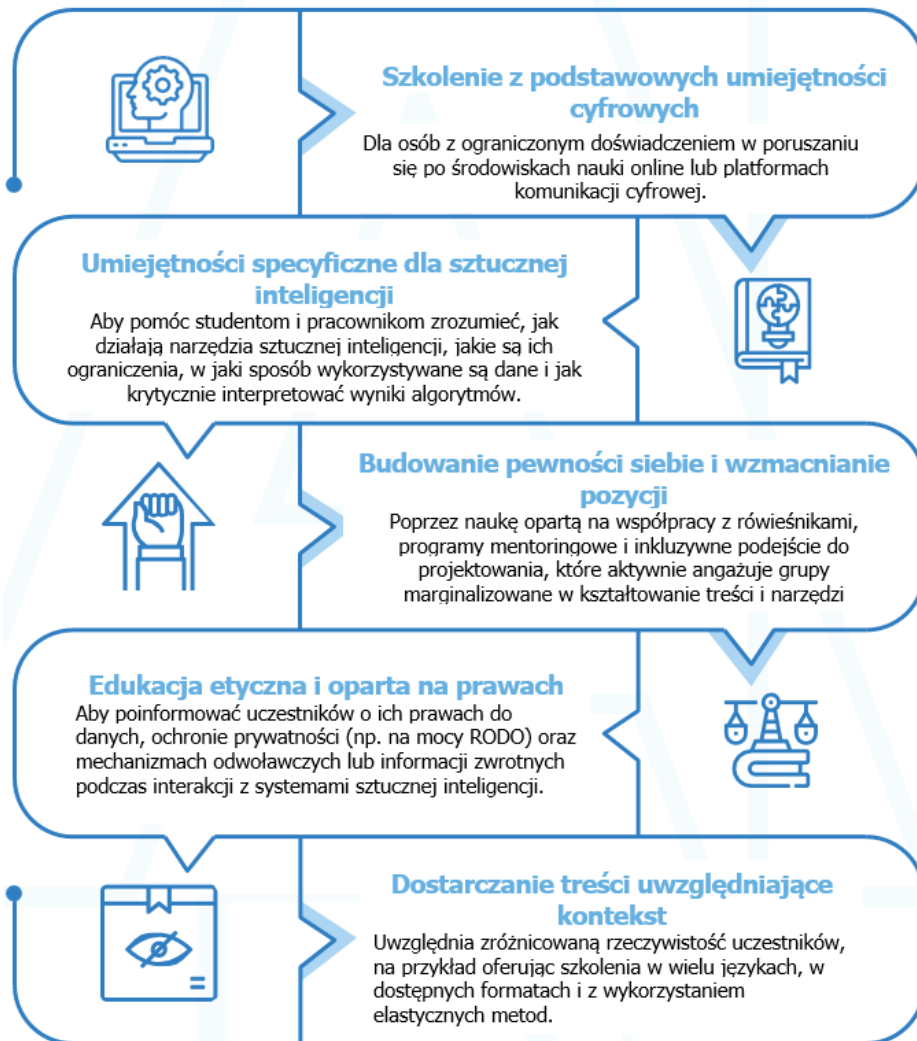 Szkolenie z podstawowych umiejętności
cyfrowych
Dla osób z ograniczonym doświadczeniem w poruszaniu
się po środowiskach nauki online lub platformach
komunikacji cyfrowej.
Umiejętności specyficzne dla sztucznej
inteligencji
Aby pomóc studentom i pracownikom zrozumieć, jak
działają narzędzia sztucznej inteligencji, jakie są ich
ograniczenia, w jaki sposób wykorzystywane są dane i jak
krytycznie interpretować wyniki algorytmów.
Budowanie pewności siebie i wzmacnianie
pozycji
Poprzez naukę opartą na współpracy z rówieśnikami,
programy mentoringowe i inkluzywne podejście do
projektowania, które aktywnie angażuje grupy
marginalizowane w kształtowanie treści i narzędzi
Edukacja etyczna i oparta na prawach
Aby poinformować uczestników o ich prawach do
danych, ochronie prywatności (np. na mocy RODO) oraz
mechanizmach odwoławczych lub informacji zwrotnych
podczas interakcji z systemami sztucznej inteligencji.
Dostarczanie treści uwzględniające
kontekst
Uwzględnia zróżnicowaną rzeczywistość uczestników,
na przykład oferując szkolenia w wielu językach, w
dostępnych formatach i z wykorzystaniem
elastycznych metod.